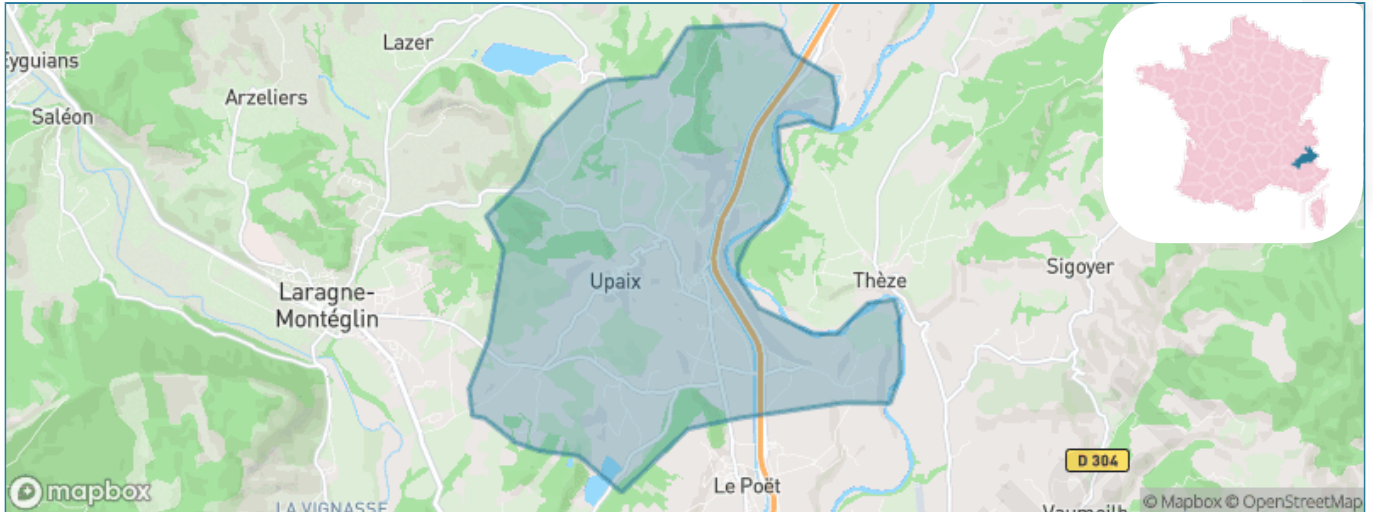 Lazer
Eyguians
Arzeliers
Saléon
Upaix
Thèze
Sigoyer
Laragne-
Montéglin
D 304
Le Poët
mapbox
LA VIGNASSE
© Mapbox © OpenStreetMap